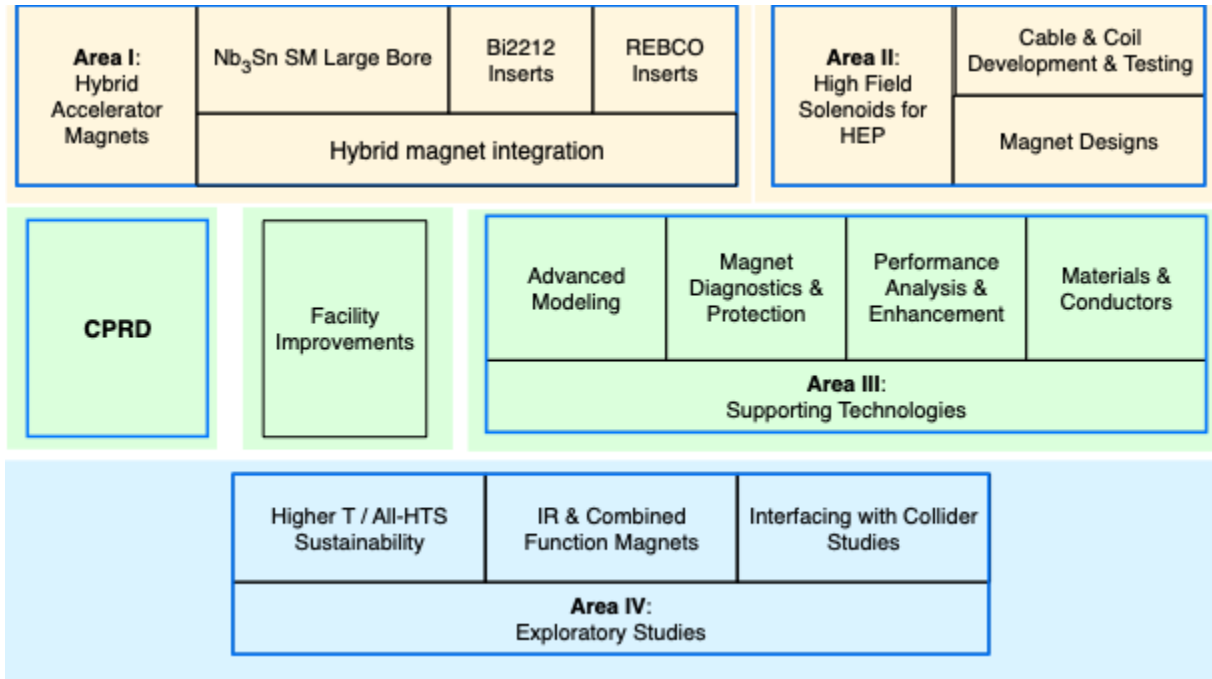 Area I:
Hybrid
Accelerator
Magnets
Nb₃Sn SM Large Bore
Bi2212
Inserts
REBCO
Inserts
Hybrid magnet integration
Area II:
High Field
Solenoids for
HEP
Cable & Coil
Development & Testing
Magnet Designs
CPRD
Facility
Improvements
Advanced
Modeling
Magnet
Diagnostics &
Protection
Performance
Analysis &
Enhancement
Materials &
Conductors
Area III:
Supporting Technologies
Higher T / All-HTS
Sustainability
IR & Combined
Function Magnets
Interfacing with Collider
Studies
Area IV:
Exploratory Studies